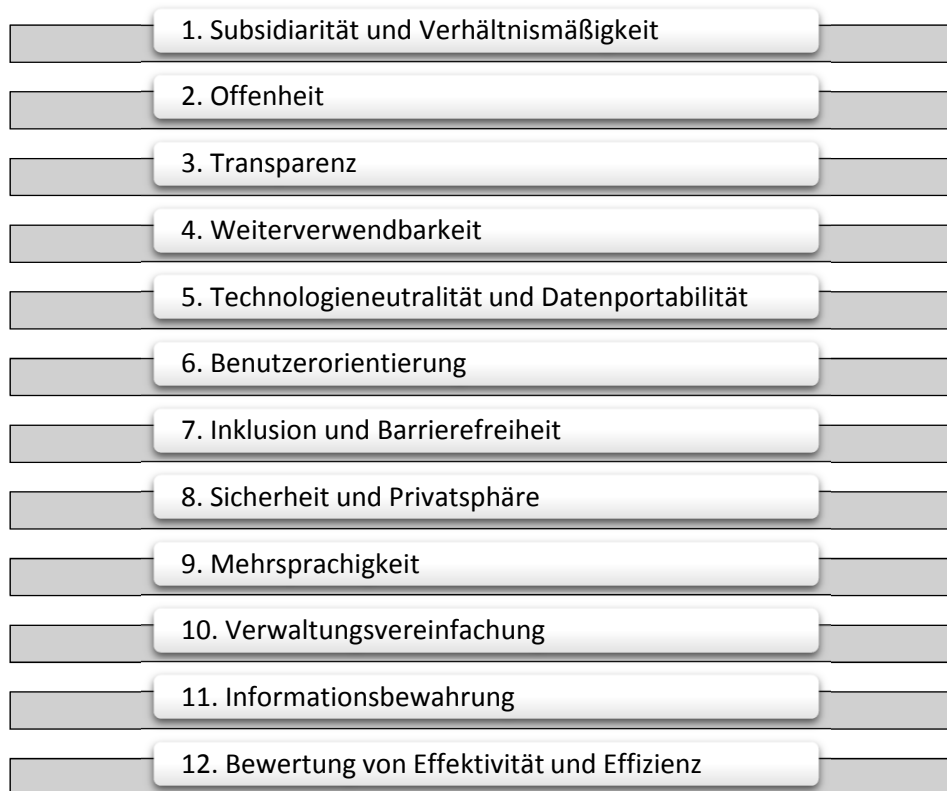 1. Subsidiarität und Verhältnismäßigkeit
2. Offenheit
3. Transparenz
4. Weiterverwendbarkeit
5. Technologieneutralität und Datenportabilität
6. Benutzerorientierung
7. Inklusion und Barrierefreiheit
8. Sicherheit und Privatsphäre
9. Mehrsprachigkeit
10. Verwaltungsvereinfachung
11. Informationsbewahrung
12. Bewertung von Effektivität und Effizienz